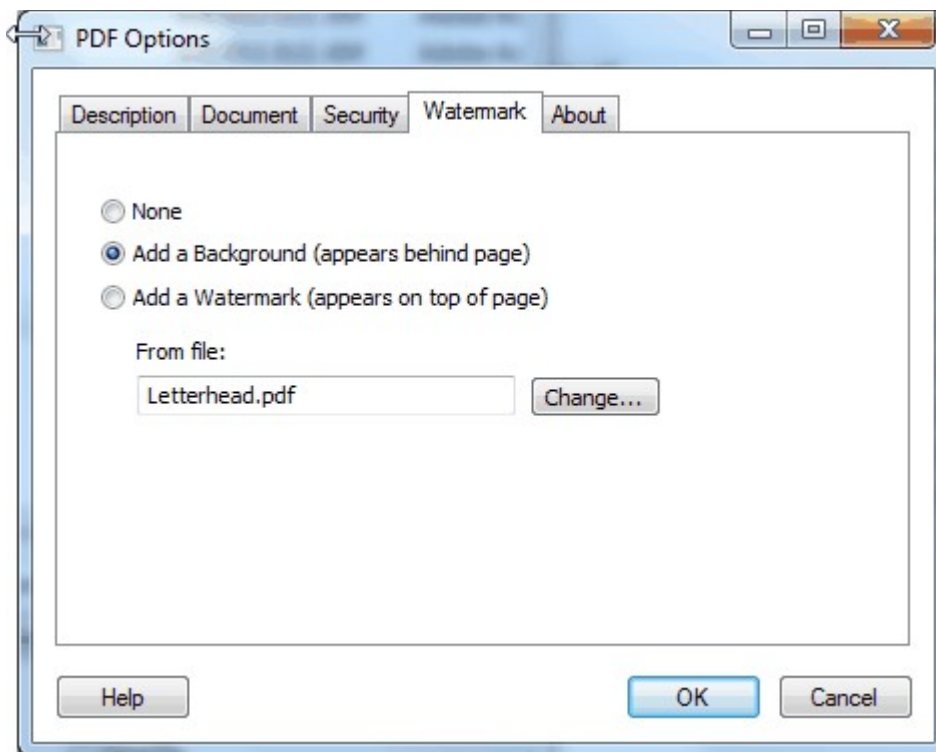 PDF Options
Description Document Security Watermark About
None
Add a Background (appears behind page)
Add a Watermark (appears on top of page)
From file:
Letterhead.pdf Change...
Help OK Cancel